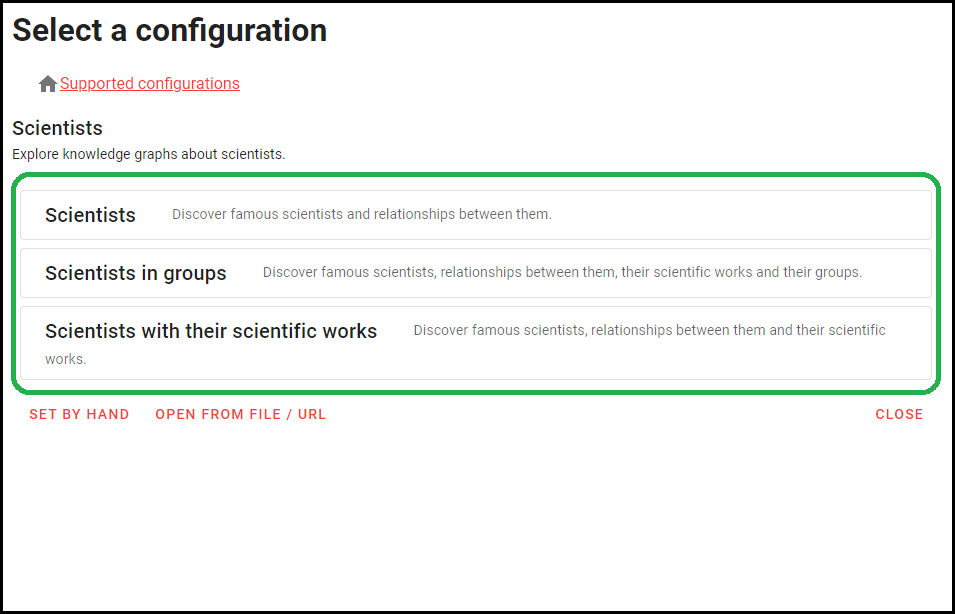 Select a configuration
Supported configurations
Scientists
Explore knowledge graphs about scientists.
Scientists Discover famous scientists and relationships between them.
Scientists in groups Discover famous scientists, relationships between them, their scientific works and their groups.
Scientists with their scientific works Discover famous scientists, relationships between them and their scientific
works.
SET BY HAND OPEN FROM FILE / URL CLOSE